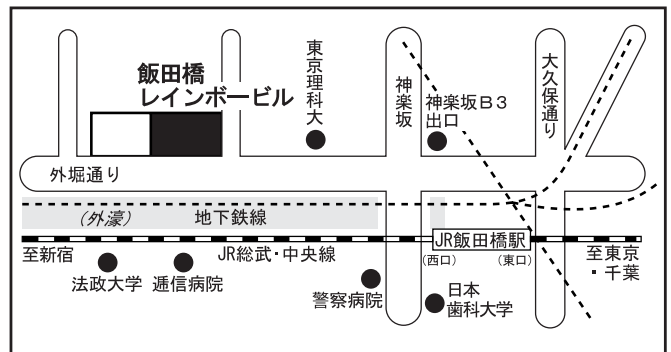 飯田橋
レインボービル
東京理科大
神楽坂
神楽坂B3
出口
大久保通り
外堀通り
(外濠)
地下鉄線
JR飯田橋駅
(西口)
(東口)
至新宿
JR総武・中央線
至東京
・千葉
法政大学
逓信病院
警察病院
日本
歯科大学